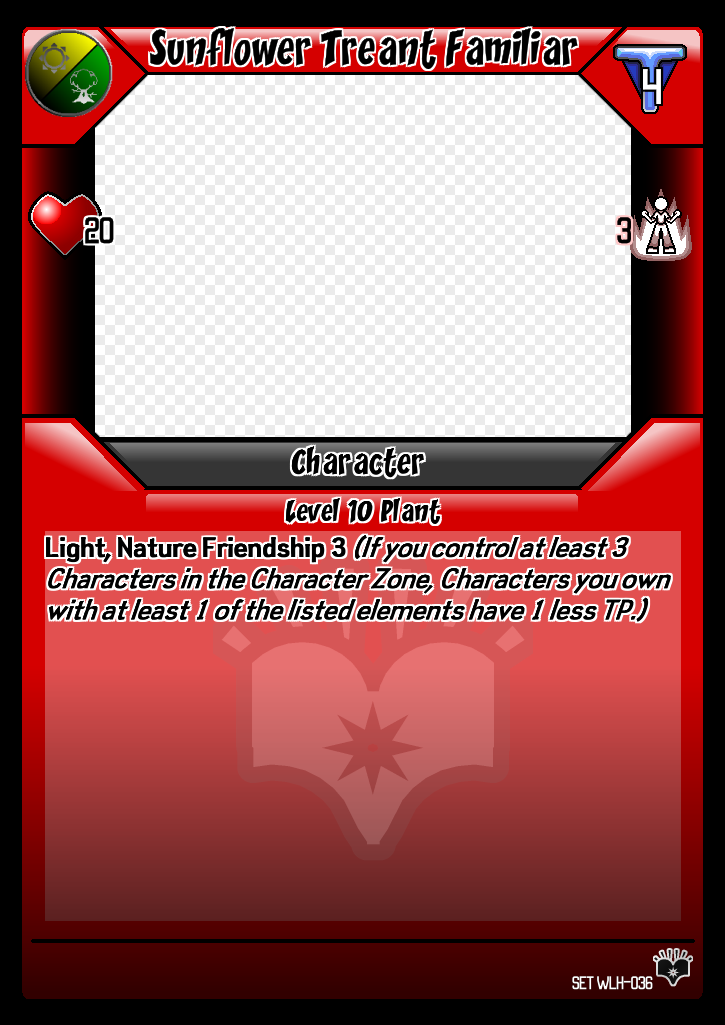 Sunflower Treant Familiar
4
20
3
Character
Level 10 Plant
Light, Nature Friendship 3 (If you control at least 3
Characters in the Character Zone, Characters you own
with at least 1 of the listed elements have 1 less TP.)
SET WLH-036